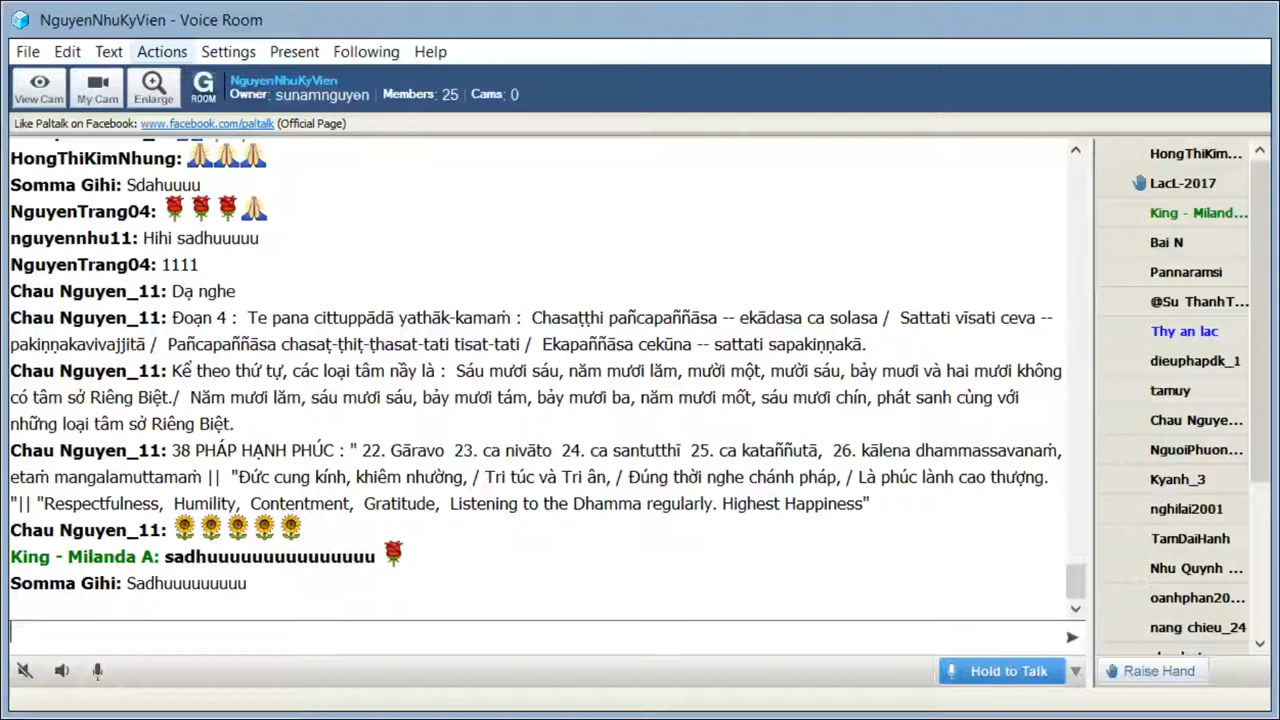 NguyenNhuKyVien - Voice Room
File Edit Text Actions Settings Present Following Help
View Cam My Cam Enlarge G ROOM NguyenNhuKyVien
Owner: sunamnguyen Members: 25 Cams: 0
Like Paltalk on Facebook: www.facebook.com/paltalk (Official Page)
HongThiKimNhung:
Somma Gihi: Sdahuuuu
NguyenTrang04:
nguyennhu11: Hihi sadhuuuuu
NguyenTrang04: 1111
Chau Nguyen_11: Dạ nghe
Chau Nguyen_11: Đoạn 4 : Te pana cittuppādā yathāk-kamaṁ : Chasaṭṭhi pañcapaññāsa -- ekādasa ca solasa / Sattati vīsati ceva --
pakiṇṇakavivajjitā / Pañcapaññāsa chasaṭ-ṭhiṭ-ṭhasat-tati tisat-tati / Ekapaññāsa cekūna -- sattati sapakiṇṇakā.
Chau Nguyen_11: Kể theo thứ tự, các loại tâm nầy là : Sáu mươi sáu, năm mươi lăm, mười một, mười sáu, bảy mươi và hai mươi không
có tâm sở Riêng Biệt./ Năm mươi lăm, sáu mươi sáu, bảy mươi tám, bảy mươi ba, năm mươi mốt, sáu mươi chín, phát sanh cùng với
những loại tâm sở Riêng Biệt.
Chau Nguyen_11: 38 PHÁP HẠNH PHÚC : " 22. Gāravo 23. ca nivāto 24. ca santutthī 25. ca kataññutā, 26. kālena dhammassavanaṁ,
etaṁ mangalamuttamaṁ || "Đức cung kính, khiêm nhường, / Tri túc và Tri ân, / Đúng thời nghe chánh pháp, / Là phúc lành cao thượng.
"|| "Respectfulness, Humility, Contentment, Gratitude, Listening to the Dhamma regularly. Highest Happiness"
Chau Nguyen_11:
King - Milanda A: sadhuuuuuuuuuuuuuuuu
Somma Gihi: Sadhuuuuuuuuu
Hold to Talk
HongThiKim...
LacL-2017
King - Miland...
Bai N
Pannaramsi
@Su ThanhT...
Thy an lac
dieuphapdk_1
tamuy
Chau Nguye...
NguoiPhuon...
Kyanh_3
nghilai2001
TamDaiHanh
Nhu Quynh ...
oanhphan20...
nang chieu_24
Raise Hand